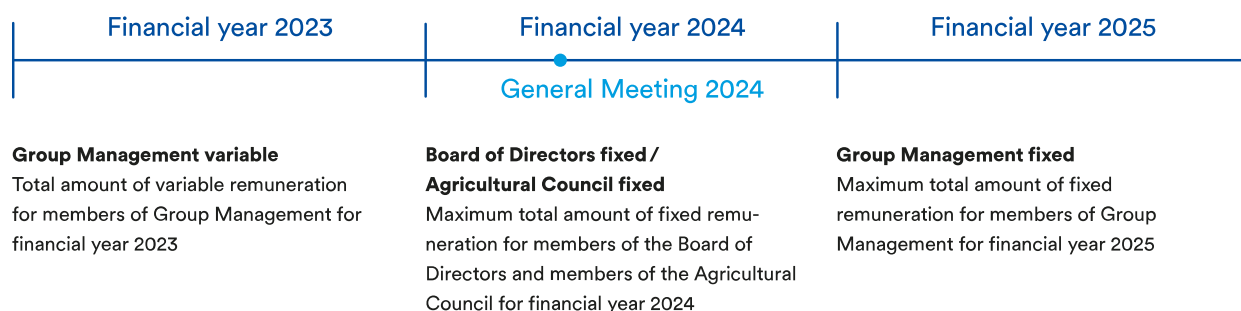 Financial year 2023
Financial year 2024
Financial year 2025
General Meeting 2024
Group Management variable
Total amount of variable remuneration
for members of Group Management for
financial year 2023
Board of Directors fixed /
Agricultural Council fixed
Maximum total amount of fixed remu-
neration for members of the Board of
Directors and members of the Agricultural
Council for financial year 2024
Group Management fixed
Maximum total amount of fixed
remuneration for members of Group
Management for financial year 2025